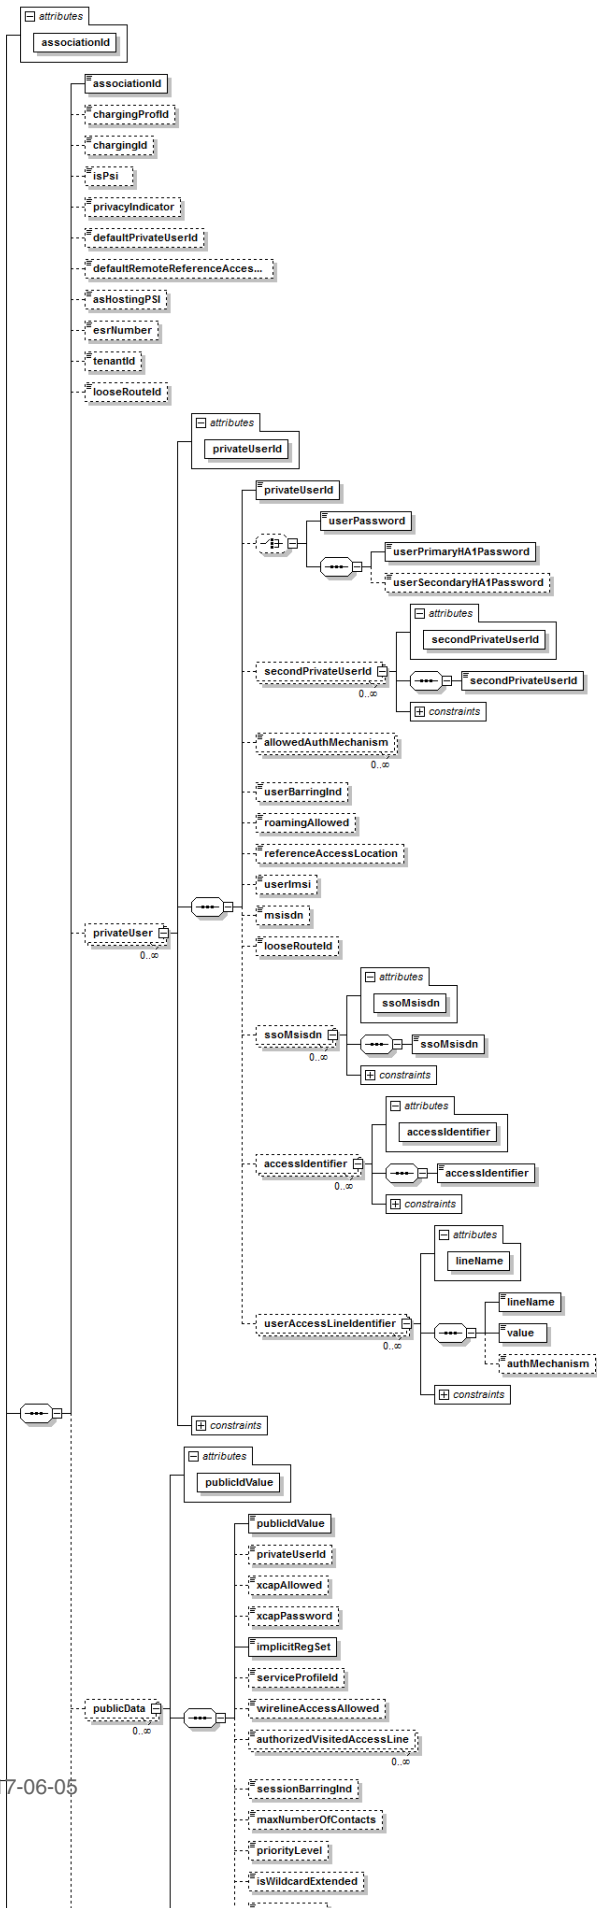 attributes
associationId
associationId
chargingProfId
chargingId
isPsi
privacyIndicator
defaultPrivateUserId
defaultRemoteReferenceAcces...
asHostingPSI
esrNumber
tenantId
looseRouteId
attributes
privateUserId
privateUserId
userPassword
userPrimaryHA1Password
userSecondaryHA1Password
attributes
secondPrivateUserId
secondPrivateUserId
0..∞
secondPrivateUserId
constraints
allowedAuthMechanism
0..∞
userBarringInd
roamingAllowed
referenceAccessLocation
userImsi
msisdn
privateUser
0..∞
looseRouteId
attributes
ssoMsisdn
ssoMsisdn
0..∞
ssoMsisdn
constraints
attributes
accessIdentifier
accessIdentifier
0..∞
accessIdentifier
constraints
attributes
lineName
userAccessLineIdentifier
0..∞
lineName
value
authMechanism
constraints
constraints
attributes
publicIdValue
publicIdValue
privateUserId
xcapAllowed
xcapPassword
implicitRegSet
serviceProfileId
publicData
0..∞
wirelineAccessAllowed
authorizedVisitedAccessLine
0..∞
sessionBarringInd
maxNumberOfContacts
priorityLevel
isWildcardExtended
7-06-05